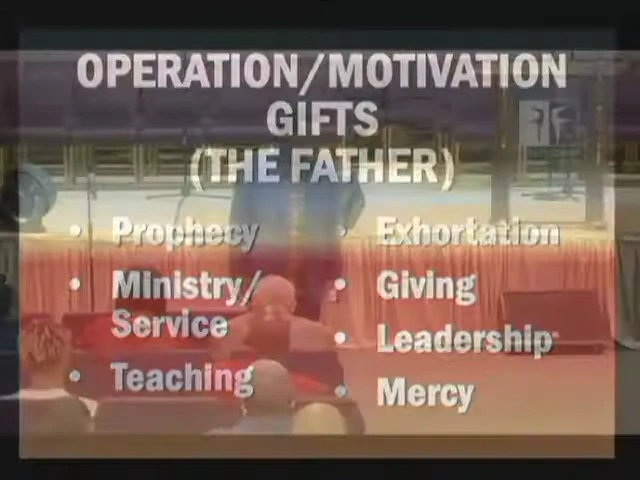 OPERATION/MOTIVATION
GIFTS
(THE FATHER)
• Prophecy
• Ministry/
Service
• Teaching
• Exhortation
• Giving
• Leadership
• Mercy